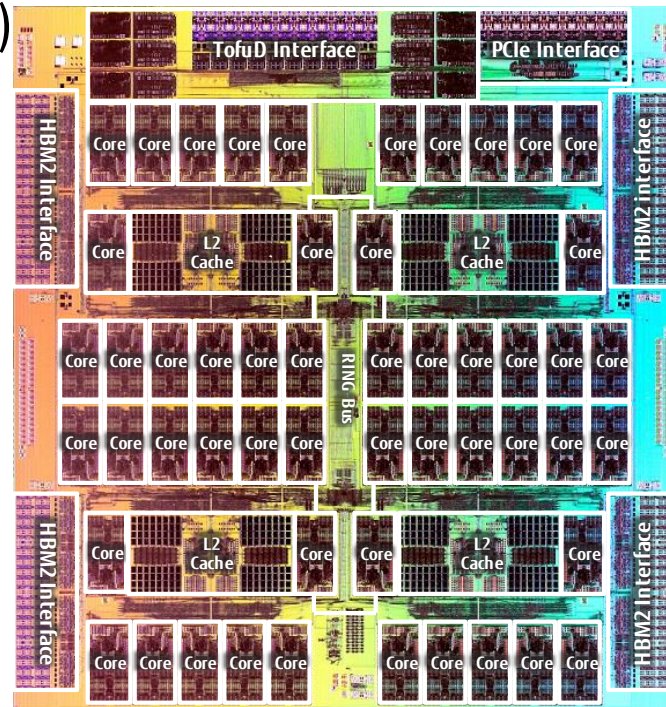 )
TofuD Interface
PCIe Interface
HBM2 Interface
HBM2 interface
Core Core Core Core Core Core Core Core Core Core
Core L2 Cache Core Core L2 Cache Core
Core Core Core Core Core Core Core Core Core Core Core Core
RING Bus
Core Core Core Core Core Core Core Core Core Core Core Core
HBM2 Interface
HBM2 Interface
Core L2 Cache Core Core L2 Cache Core
Core Core Core Core Core Core Core Core Core Core